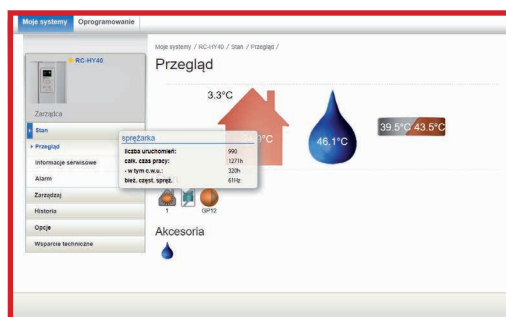 Moje systemy Oprogramowanie
Moje systemy / RC-HY40 / Stan / Przegląd /
RC-HY40
Przegląd
3.3°C
Zarządca
39.5°C 43.5°C
Stan
46.1°C
sprężarka
Przegląd
liczba uruchomień: 990
Informacje serwisowe
całk. czas pracy: 1271h
- w tym c.w.u.: 328h
Alarm
bież. częst. spręż. 61Hz
Zarządzaj
Historia
1 GP12
Opcje
Akcesoria
Wsparcie techniczne